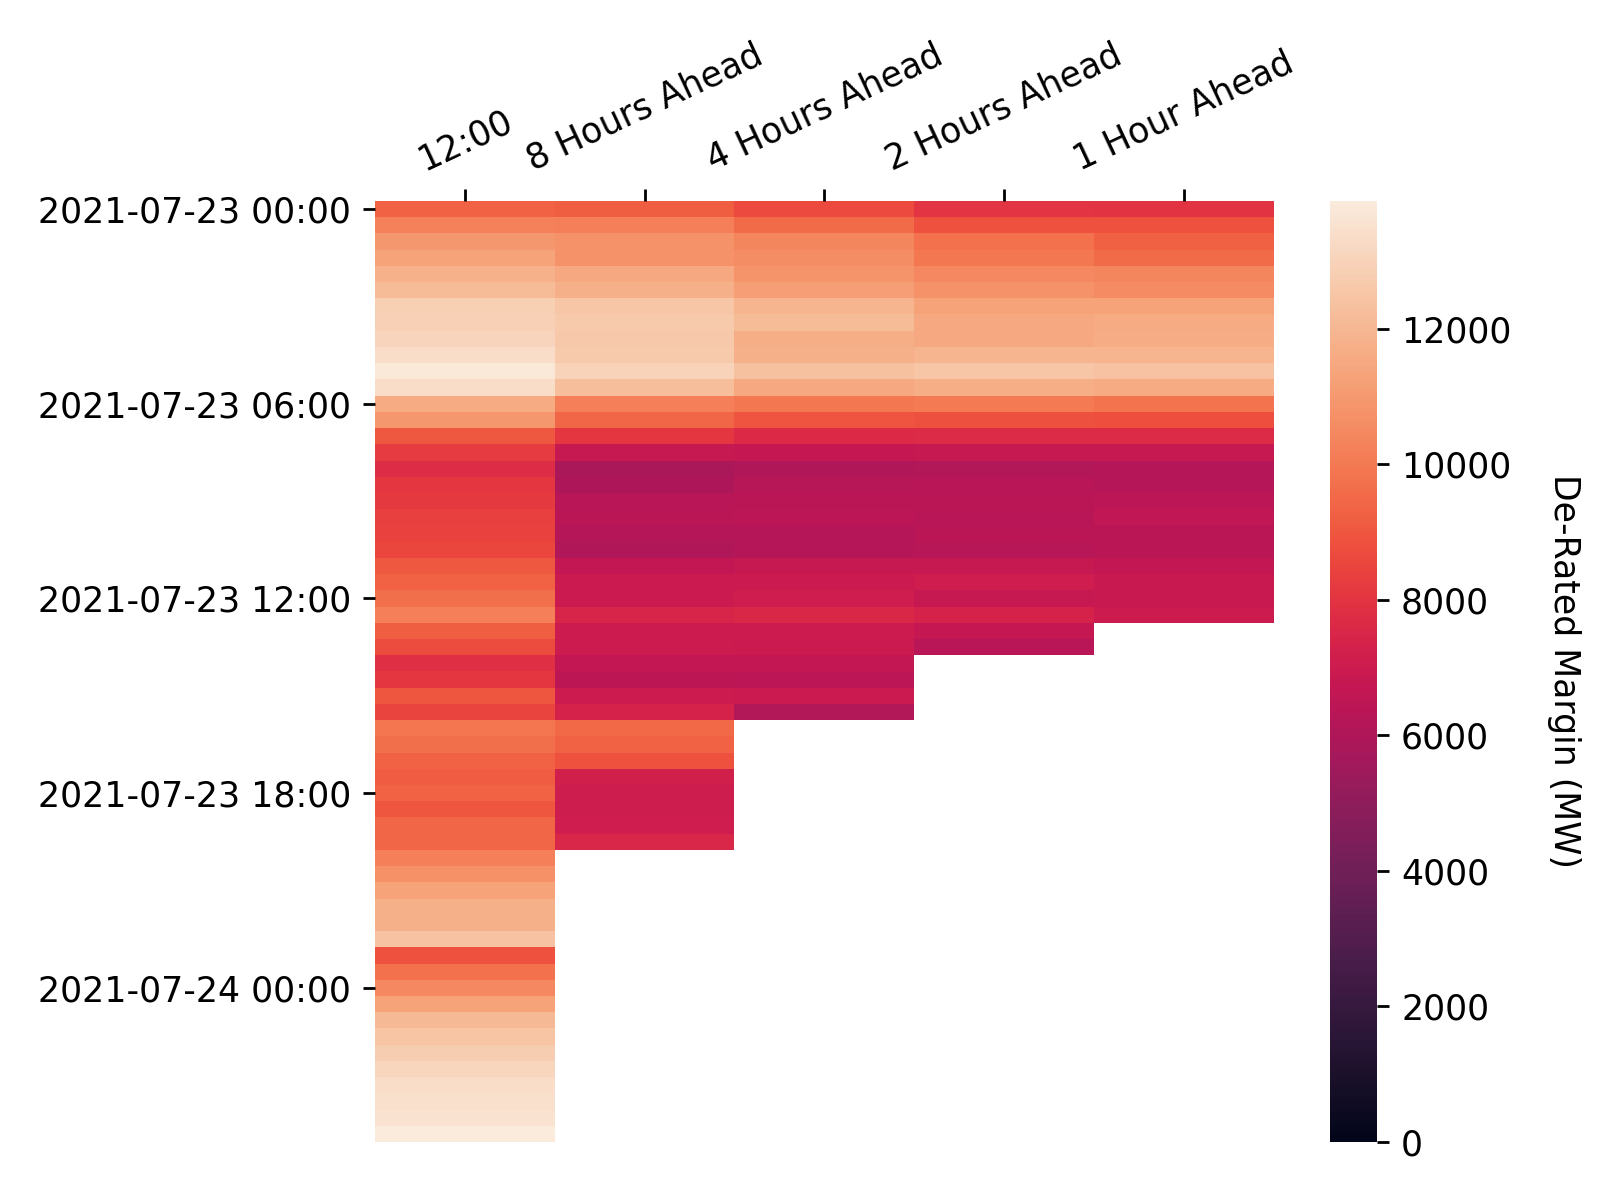 12:00
8 Hours Ahead
4 Hours Ahead
2 Hours Ahead
1 Hour Ahead
2021-07-23 00:00
2021-07-23 06:00
2021-07-23 12:00
2021-07-23 18:00
2021-07-24 00:00
12000
10000
8000
6000
4000
2000
0
De-Rated Margin (MW)